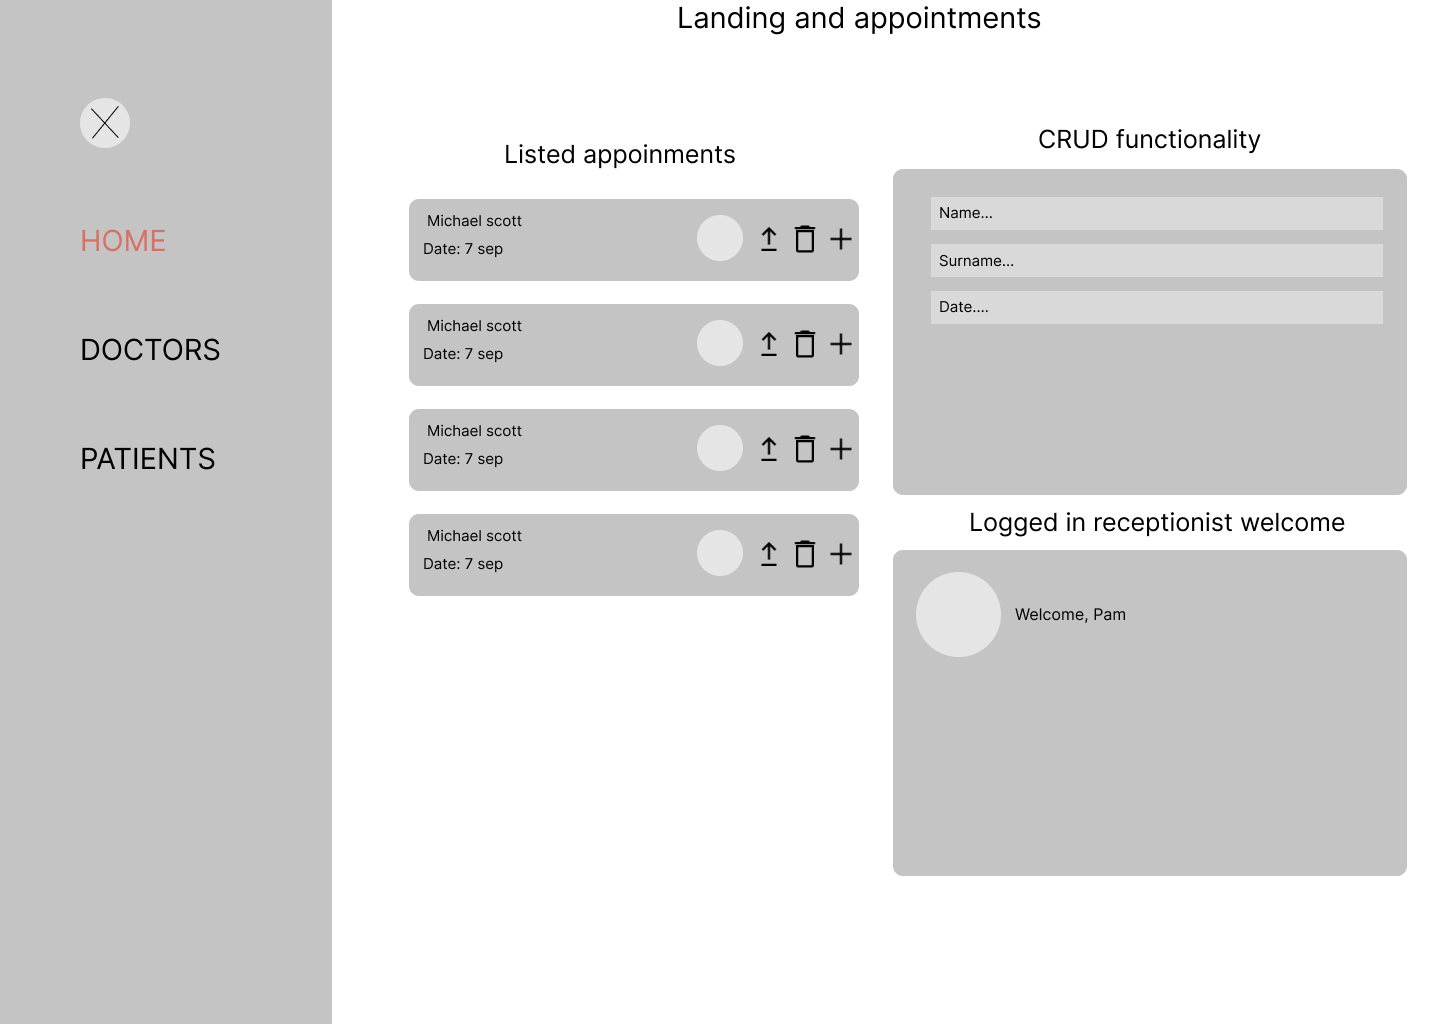 Landing and appointments
HOME
DOCTORS
PATIENTS
Listed appoinments
Michael scott
Date: 7 sep
Michael scott
Date: 7 sep
Michael scott
Date: 7 sep
Michael scott
Date: 7 sep
CRUD functionality
Name...
Surname...
Date....
Logged in receptionist welcome
Welcome, Pam